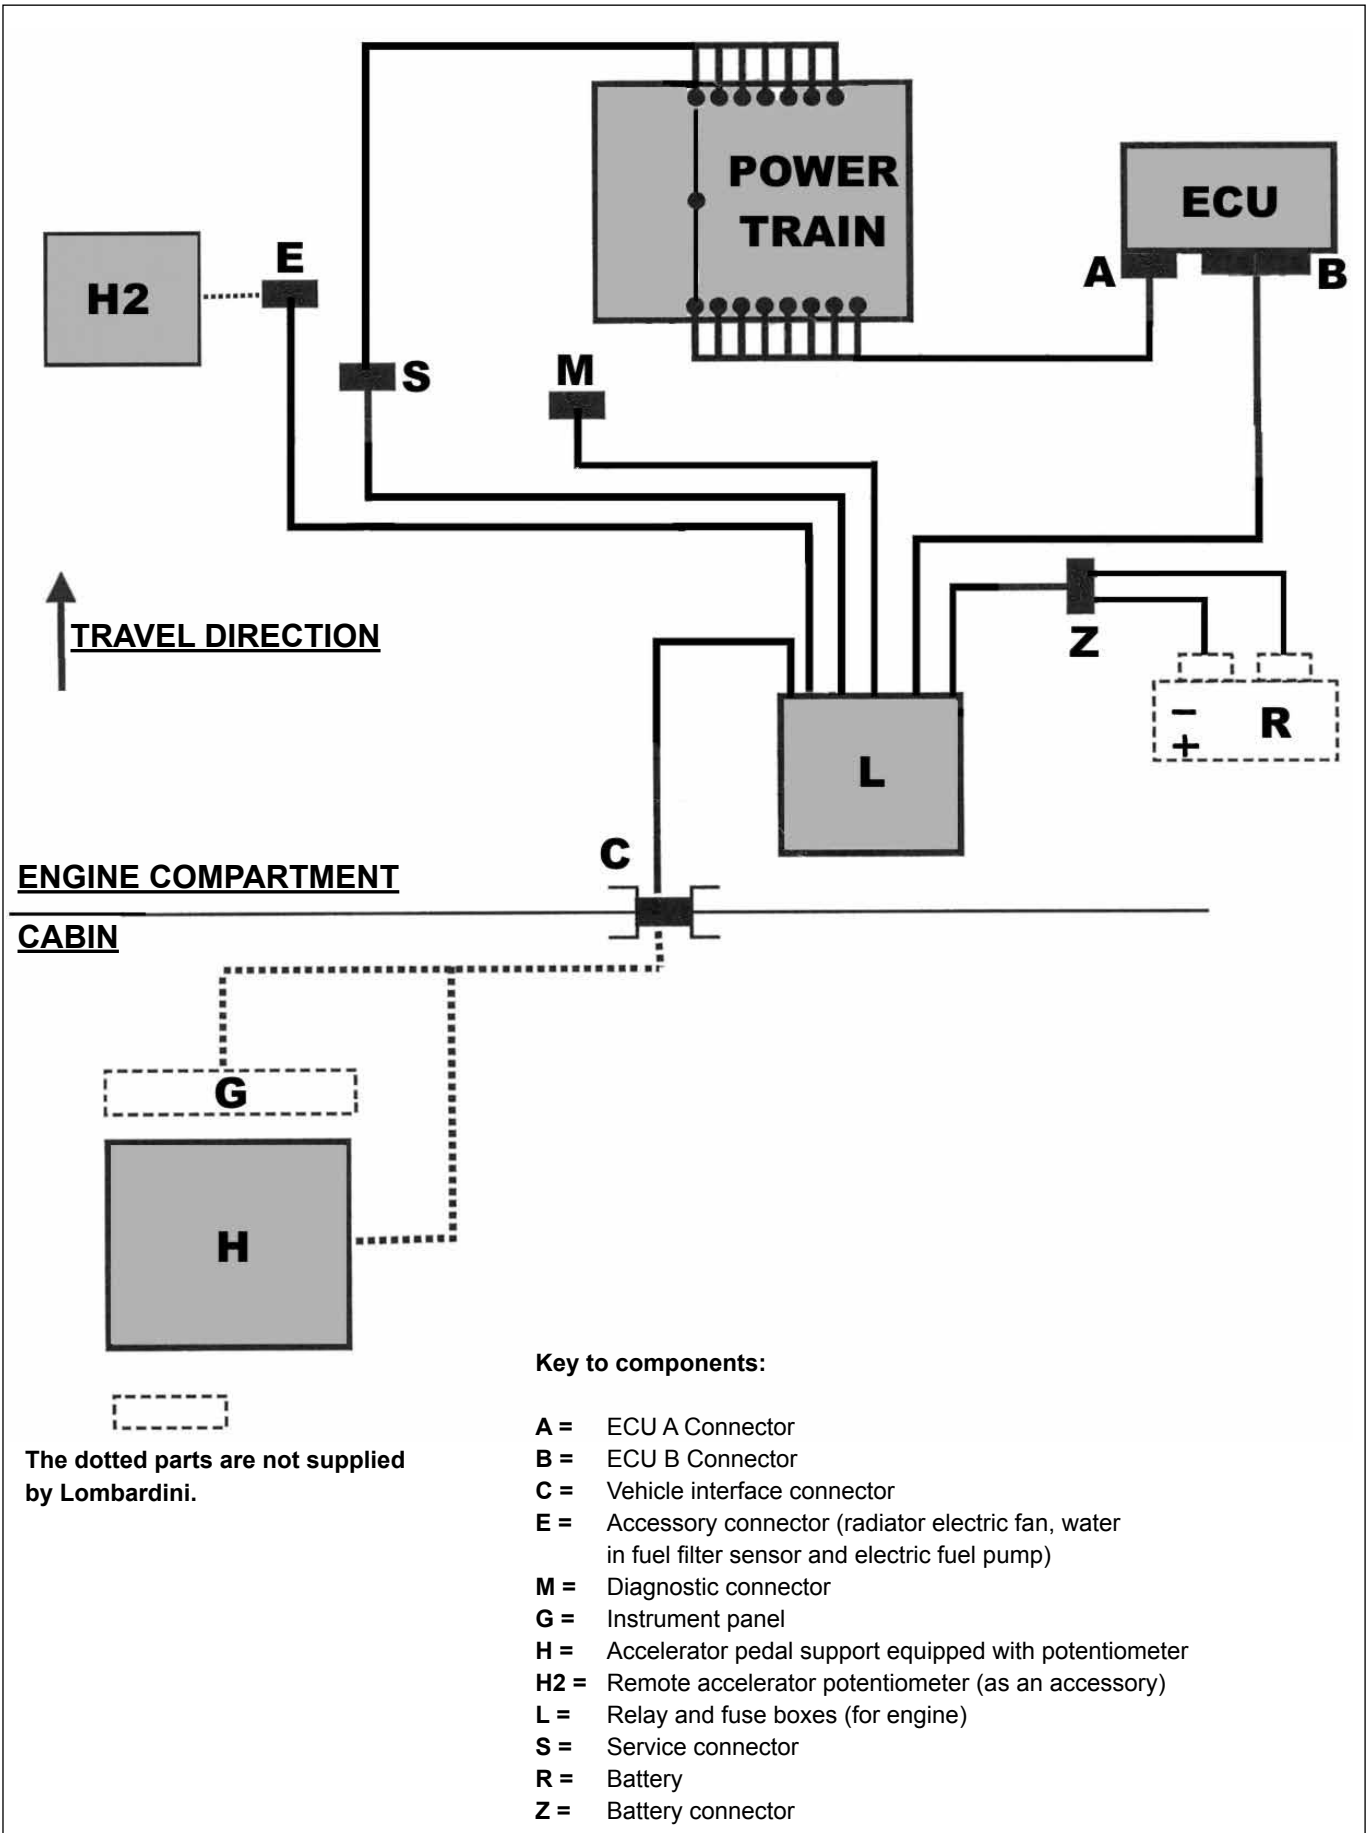 POWER
TRAIN
ECU
A
B
H2
E
S
M
TRAVEL DIRECTION
Z
−
+
R
L
C
ENGINE COMPARTMENT
CABIN
G
H
The dotted parts are not supplied
by Lombardini.
Key to components:
A = ECU A Connector
B = ECU B Connector
C = Vehicle interface connector
E = Accessory connector (radiator electric fan, water
in fuel filter sensor and electric fuel pump)
M = Diagnostic connector
G = Instrument panel
H = Accelerator pedal support equipped with potentiometer
H2 = Remote accelerator potentiometer (as an accessory)
L = Relay and fuse boxes (for engine)
S = Service connector
R = Battery
Z = Battery connector